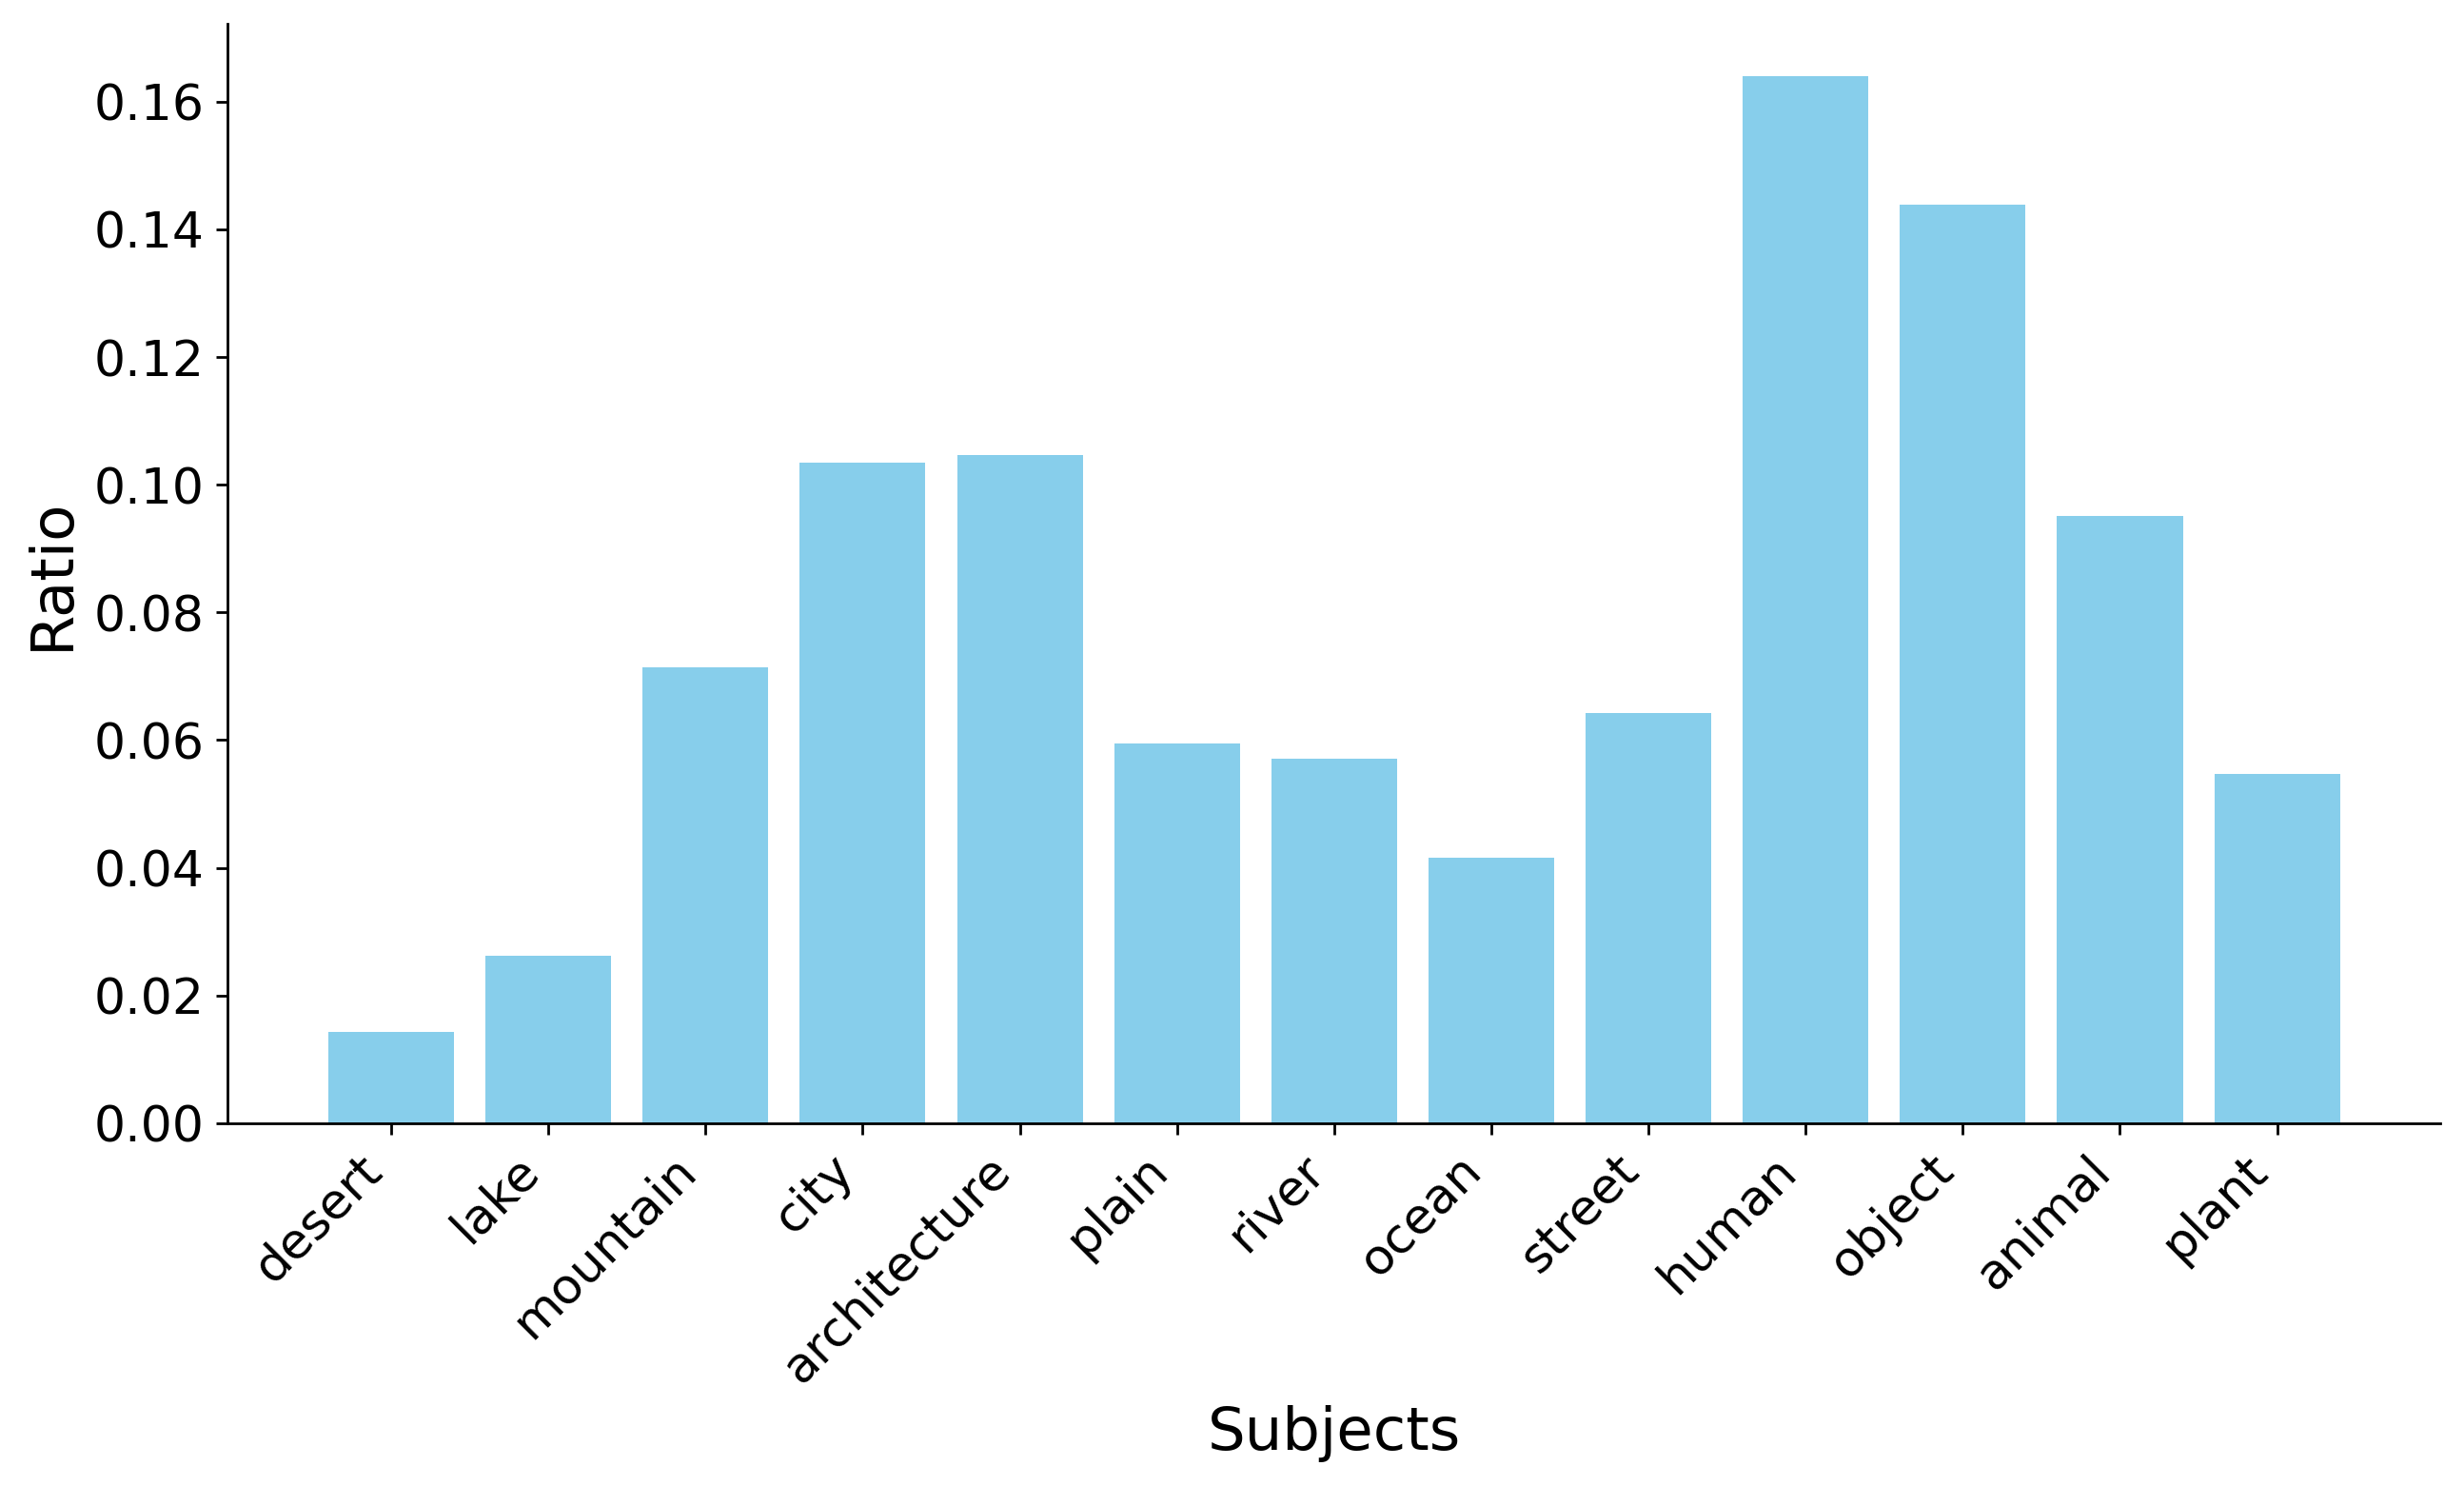 Ratio
0.16
0.14
0.12
0.10
0.08
0.06
0.04
0.02
0.00
desert
lake
mountain
city
architecture
plain
river
ocean
street
human
object
animal
plant
Subjects